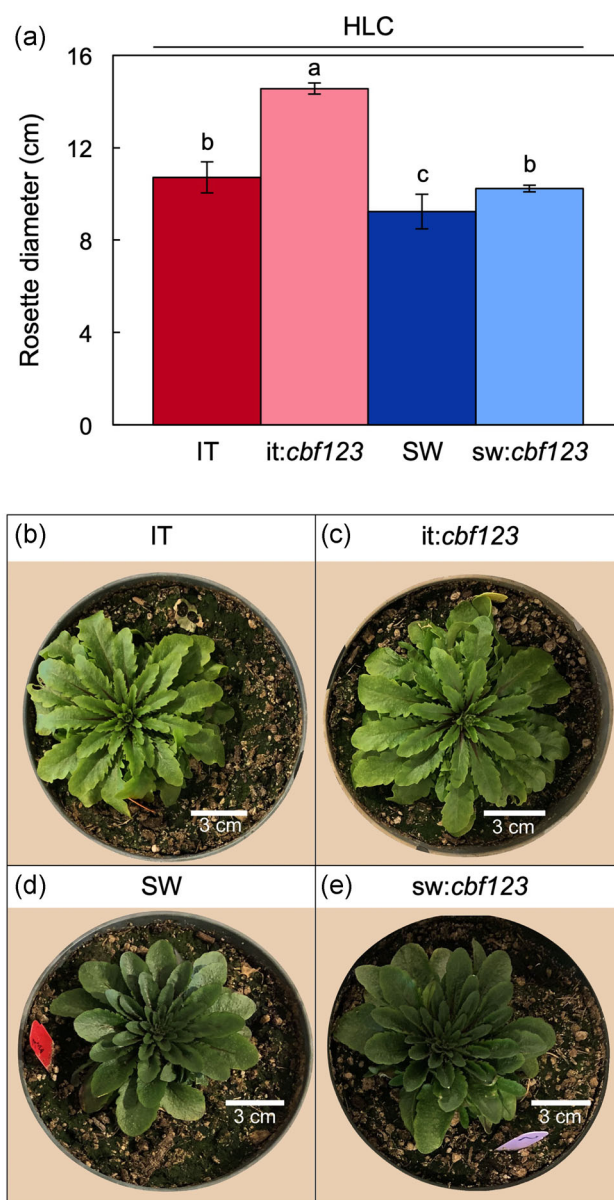 (a)
HLC
Rosette diameter (cm)
16
12
8
4
0
b
a
c
b
IT
it:cbf123
SW
sw:cbf123
(b)
IT
3 cm
(c)
it:cbf123
3 cm
(d)
SW
3 cm
(e)
sw:cbf123
3 cm